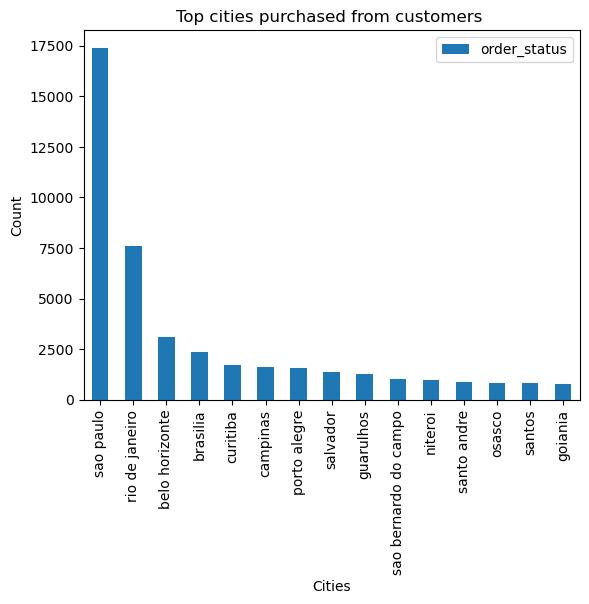 Top cities purchased from customers
order_status
Count
17500
15000
12500
10000
7500
5000
2500
0
sao paulo
rio de janeiro
belo horizonte
brasilia
curitiba
campinas
porto alegre
salvador
guarulhos
sao bernardo do campo
niteroi
santo andre
osasco
santos
goiania
Cities